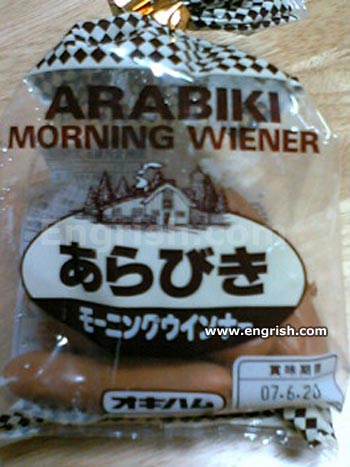 ARABIKI
MORNING WIENER
あらびき
モーニングウインナー
www.engrish.com
賞味期限
07.6.20
オキハム
Engrish.com